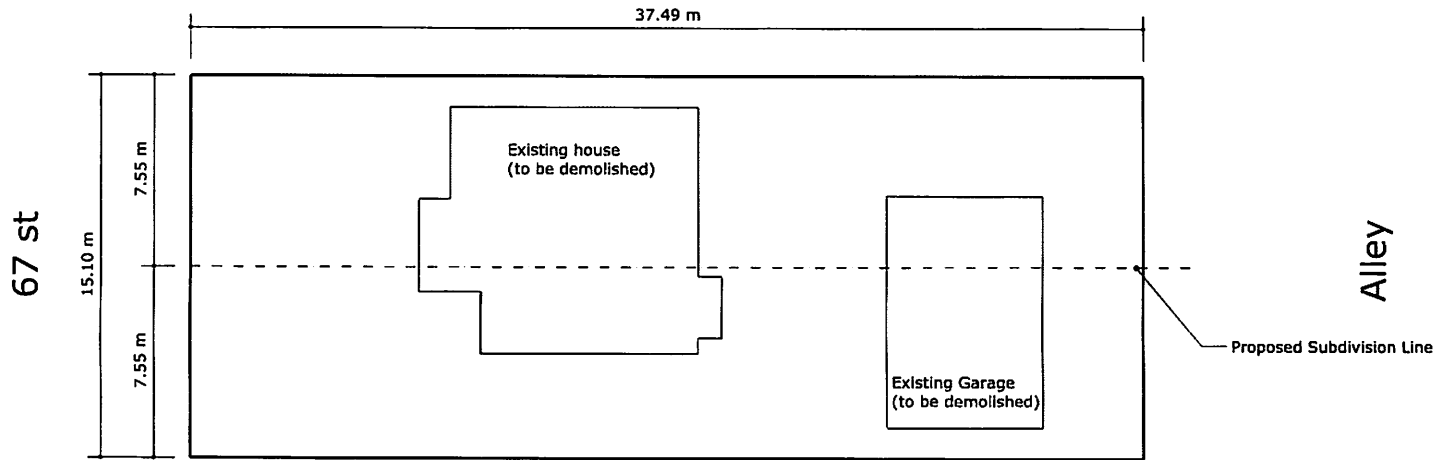 37.49 m
67 st
15.10 m
7.55 m
7.55 m
Existing house
(to be demolished)
Existing Garage
(to be demolished)
Alley
Proposed Subdivision Line